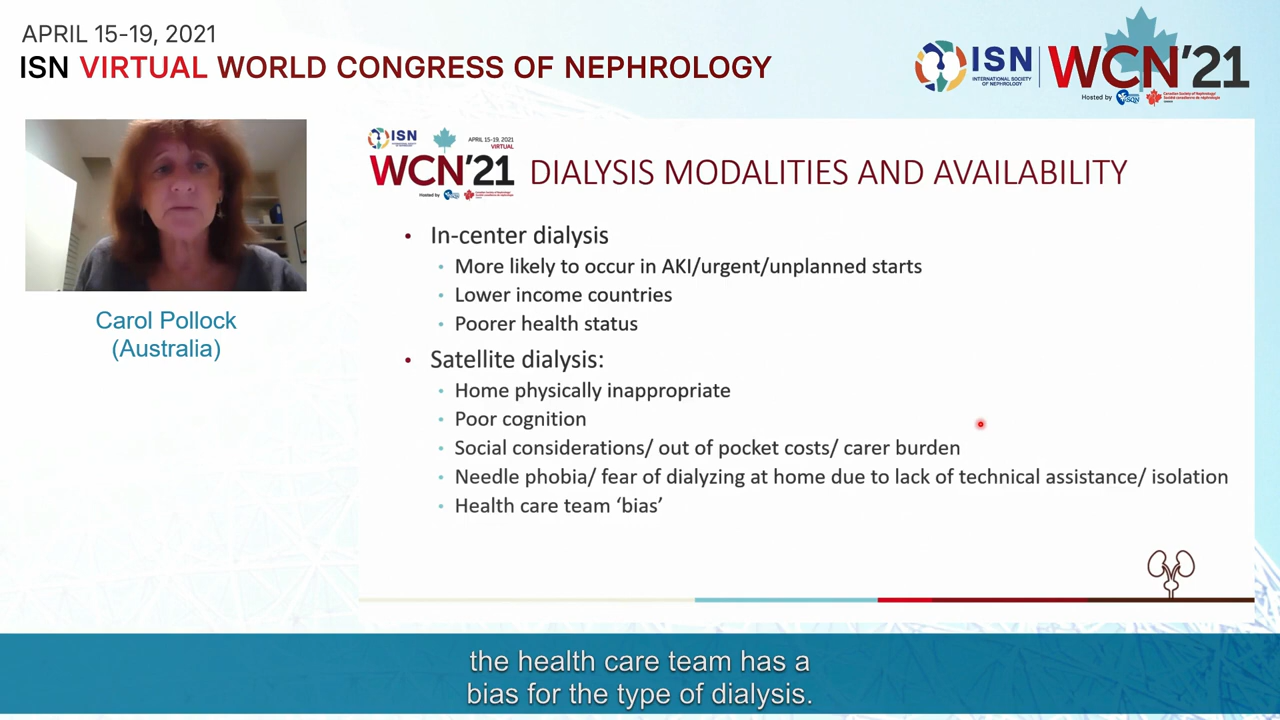 APRIL 15-19, 2021
ISN VIRTUAL WORLD CONGRESS OF NEPHROLOGY
ISN
INTERNATIONAL SOCIETY
OF NEPHROLOGY
WCN'21
Hosted by
Carol Pollock
(Australia)
ISN
APRIL 15-19, 2021
VIRTUAL
WCN'21
Hosted by
DIALYSIS MODALITIES AND AVAILABILITY
• In-center dialysis
• More likely to occur in AKI/urgent/unplanned starts
• Lower income countries
• Poorer health status
• Satellite dialysis:
• Home physically inappropriate
• Poor cognition
• Social considerations/ out of pocket costs/ carer burden
• Needle phobia/ fear of dialyzing at home due to lack of technical assistance/ isolation
• Health care team ‘bias’
the health care team has a
bias for the type of dialysis.